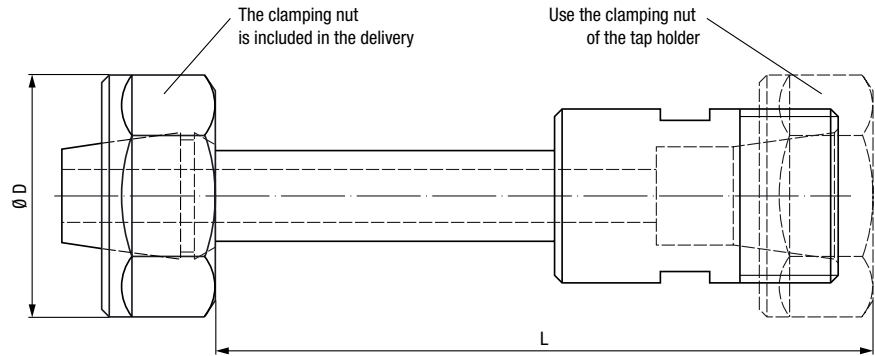 The clamping nut
is included in the delivery
Use the clamping nut
of the tap holder
Ø D
L